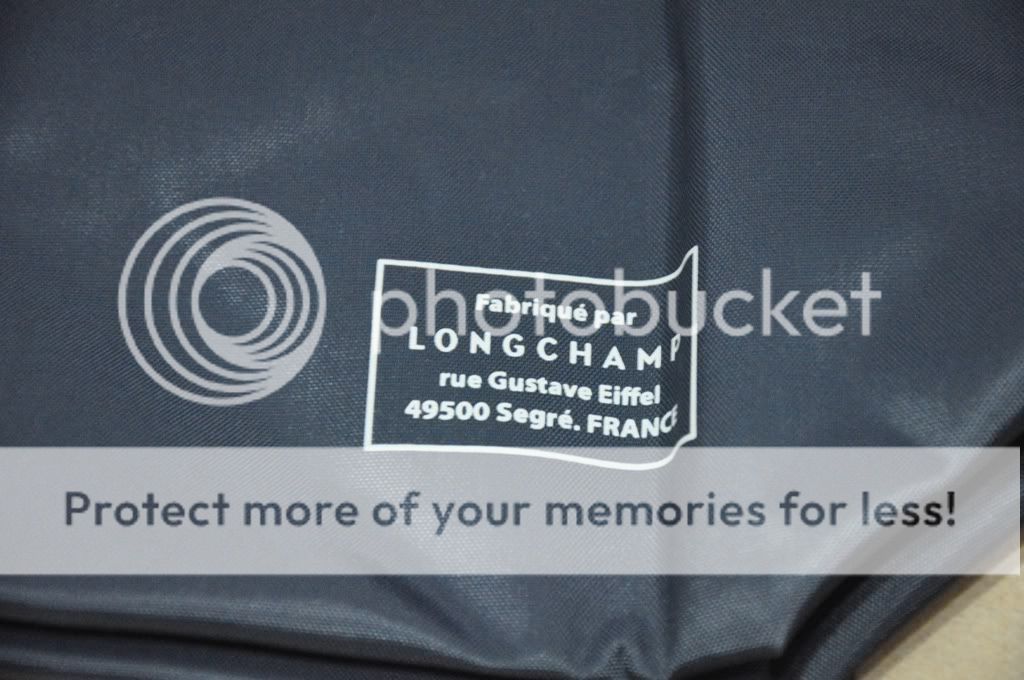 photobucket
Fabriqué par
LONGCHAMP
rue Gustave Eiffel
49500 Segré. FRANCE
Protect more of your memories for less!